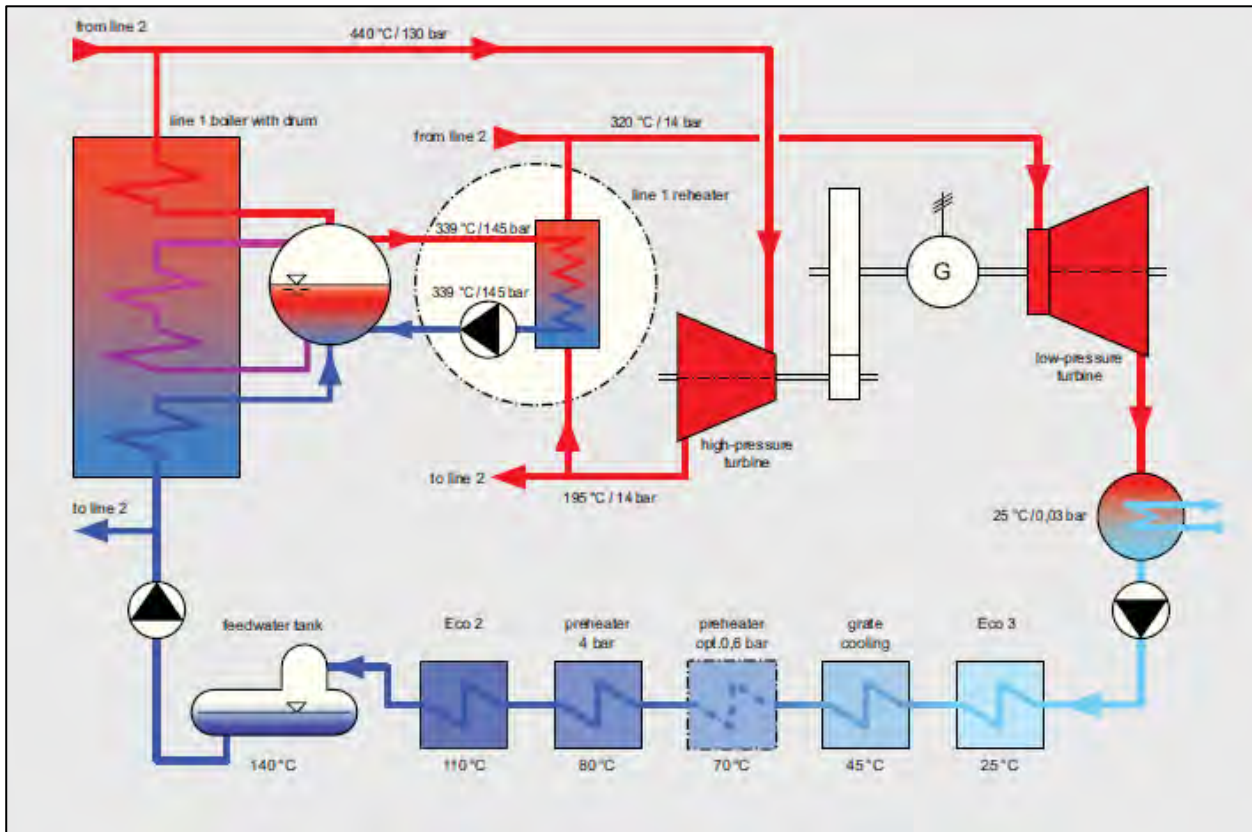 from line 2
440 °C / 130 bar
line 1 boiler with drum
from line 2
320 °C / 14 bar
line 1 reheater
339 °C / 145 bar
339 °C / 145 bar
G
low-pressure
turbine
high-pressure
turbine
to line 2
195 °C / 14 bar
to line 2
25 °C/0,03 bar
feedwater tank
Eco 2
preheater
4 bar
preheater
opt.0,6 bar
grate
cooling
Eco 3
140 °C
110 °C
80 °C
70 °C
45 °C
25 °C